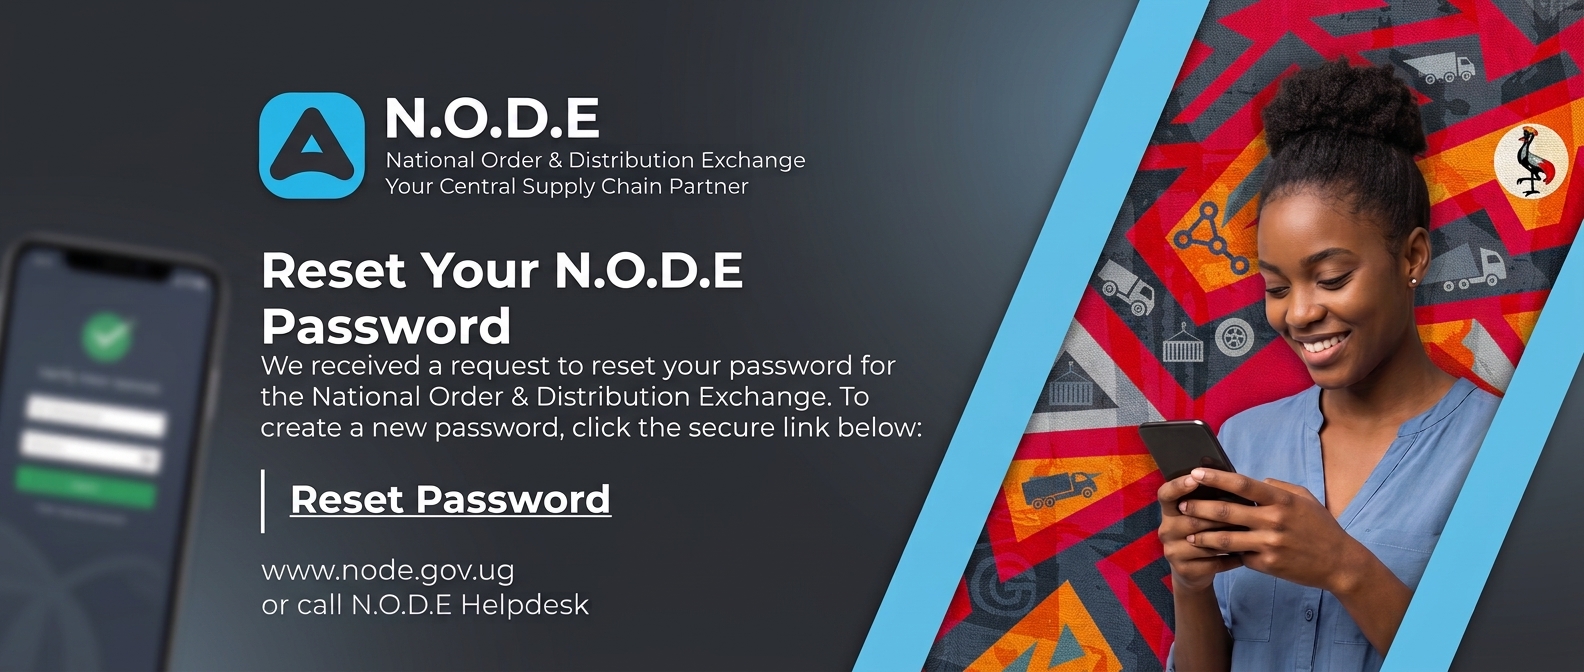 N.O.D.E
National Order & Distribution Exchange
Your Central Supply Chain Partner
Reset Your N.O.D.E
Password
We received a request to reset your password for
the National Order & Distribution Exchange. To
create a new password, click the secure link below:
Reset Password
www.node.gov.ug
or call N.O.D.E Helpdesk